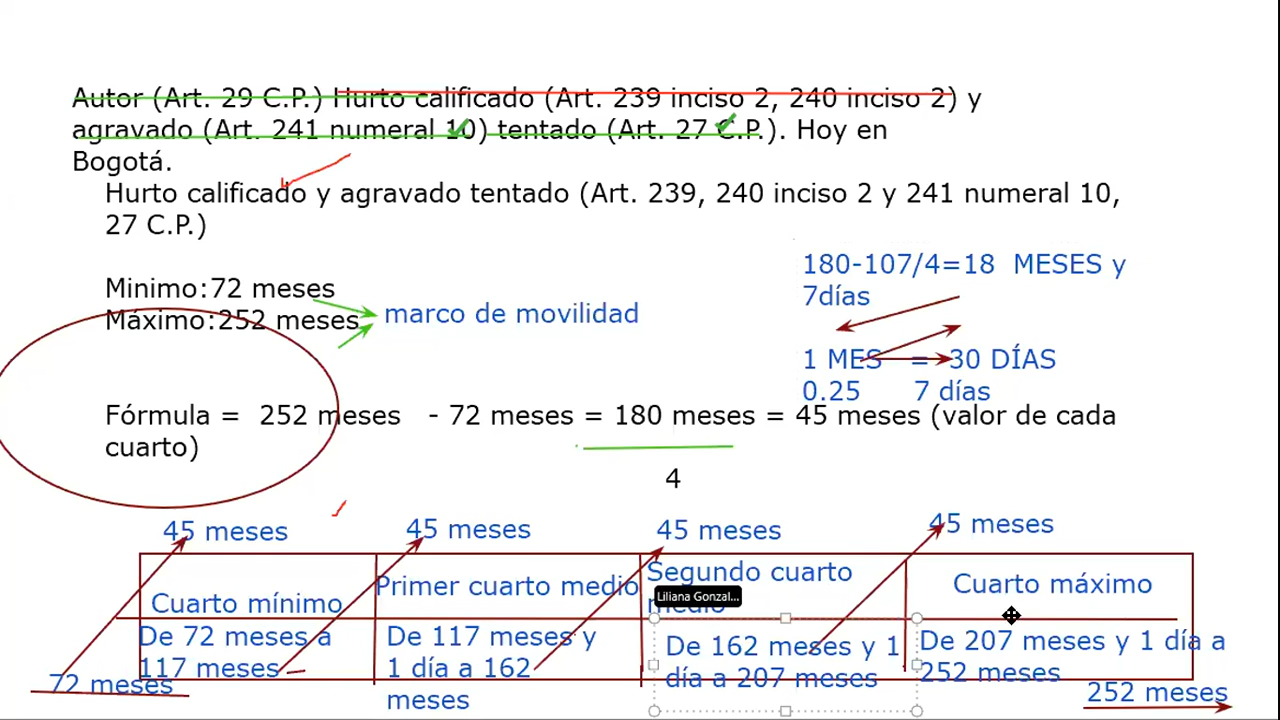 Autor (Art. 29 C.P.) Hurto calificado (Art. 239 inciso 2, 240 inciso 2) y
agravado (Art. 241 numeral 10) tentado (Art. 27 C.P.). Hoy en
Bogotá.
Hurto calificado y agravado tentado (Art. 239, 240 inciso 2 y 241 numeral 10,
27 C.P.)
180-107/4=18 MESES y
7días
Minimo:72 meses
Máximo:252 meses
marco de movilidad
1 MES = 30 DÍAS
0.25 7 días
Fórmula = 252 meses - 72 meses = 180 meses = 45 meses (valor de cada
cuarto)
4
45 meses
45 meses
45 meses
45 meses
Cuarto mínimo
Primer cuarto medio
Segundo cuarto
medio
Cuarto máximo
Liliana Gonzal...
De 72 meses a
117 meses
De 117 meses y
1 día a 162
meses
De 162 meses y 1
día a 207 meses
De 207 meses y 1 día a
252 meses
72 meses
252 meses